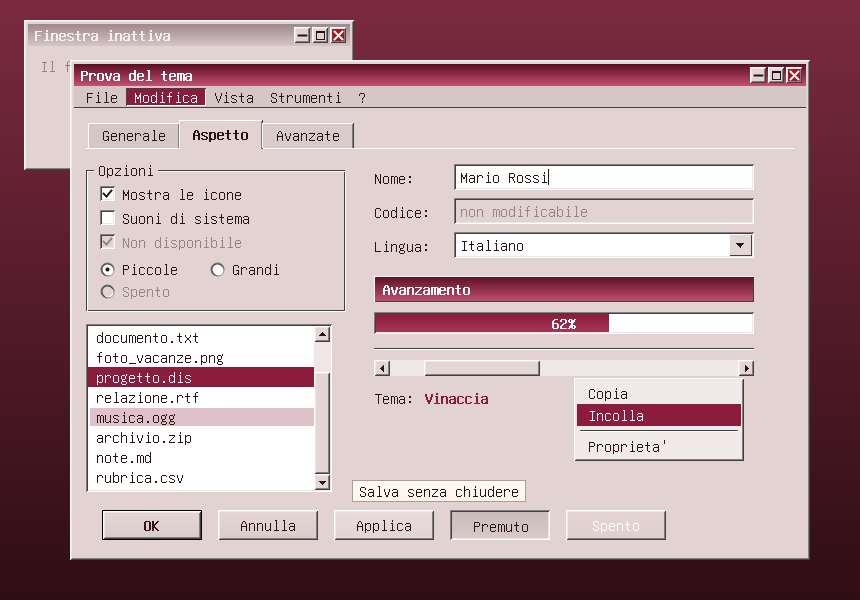 Finestra inattiva
Il f
Prova del tema
File Modifica Vista Strumenti ?
Generale Aspetto Avanzate
Opzioni
Mostra le icone
Suoni di sistema
Non disponibile
Piccole Grandi
Spento
Nome: Mario Rossi
Codice: non modificabile
Lingua: Italiano
Avanzamento
62%
documento.txt
foto_vacanze.png
progetto.dis
relazione.rtf
musica.ogg
archivio.zip
note.md
rubrica.csv
Tema: Vinaccia
Copia
Incolla
Proprieta'
Salva senza chiudere
OK Annulla Applica Premuto Spento